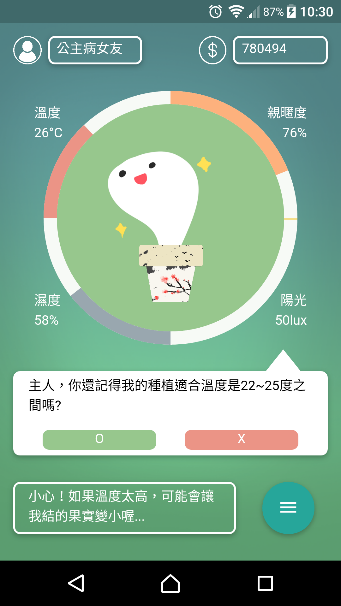 87% 10:30
公主病女友
$ 780494
溫度
26°C
親暱度
76%
濕度
58%
陽光
50lux
主人，你還記得我的種植適合溫度是22~25度之
間嗎?
O X
小心！如果溫度太高，可能會讓
我結的果實變小喔...